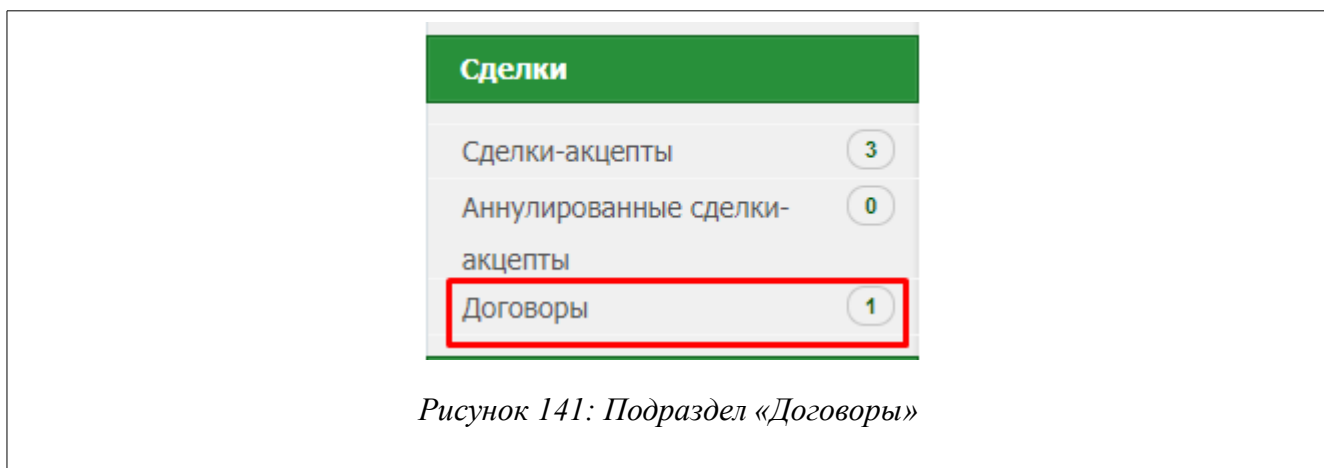 Сделки
Сделки-акцепты 3
Аннулированные сделки- 0
акцепты
Договоры 1
Рисунок 141: Подраздел «Договоры»